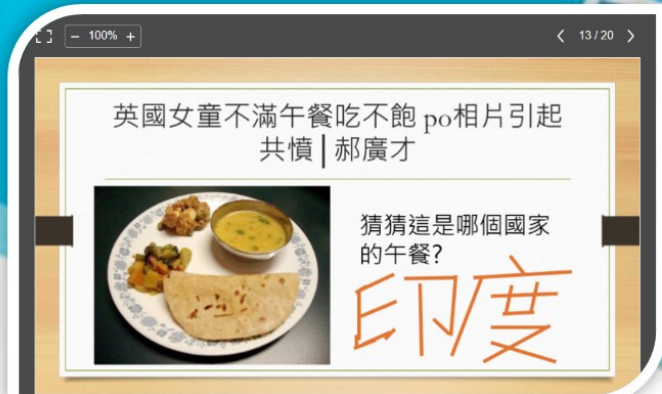 − 100% +
< 13 / 20 >
英國女童不滿午餐吃不飽 po相片引起
共憤│郝廣才
猜猜這是哪個國家
的午餐?
印度